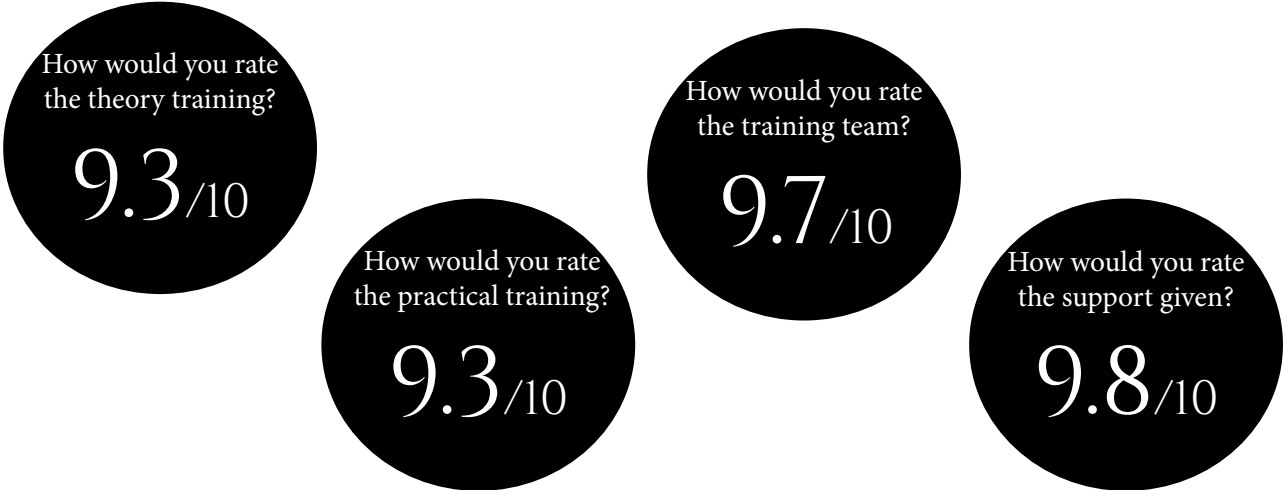 How would you rate
the theory training?
9.3/10
How would you rate
the practical training?
9.3/10
How would you rate
the training team?
9.7/10
How would you rate
the support given?
9.8/10